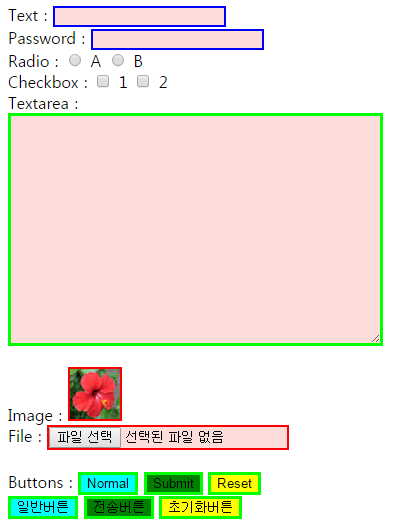 Text :
Password :
Radio : A B
Checkbox : 1 2
Textarea :
Image :
File : 파일 선택 선택된 파일 없음
Buttons : Normal Submit Reset
일반버튼 전송버튼 초기화버튼